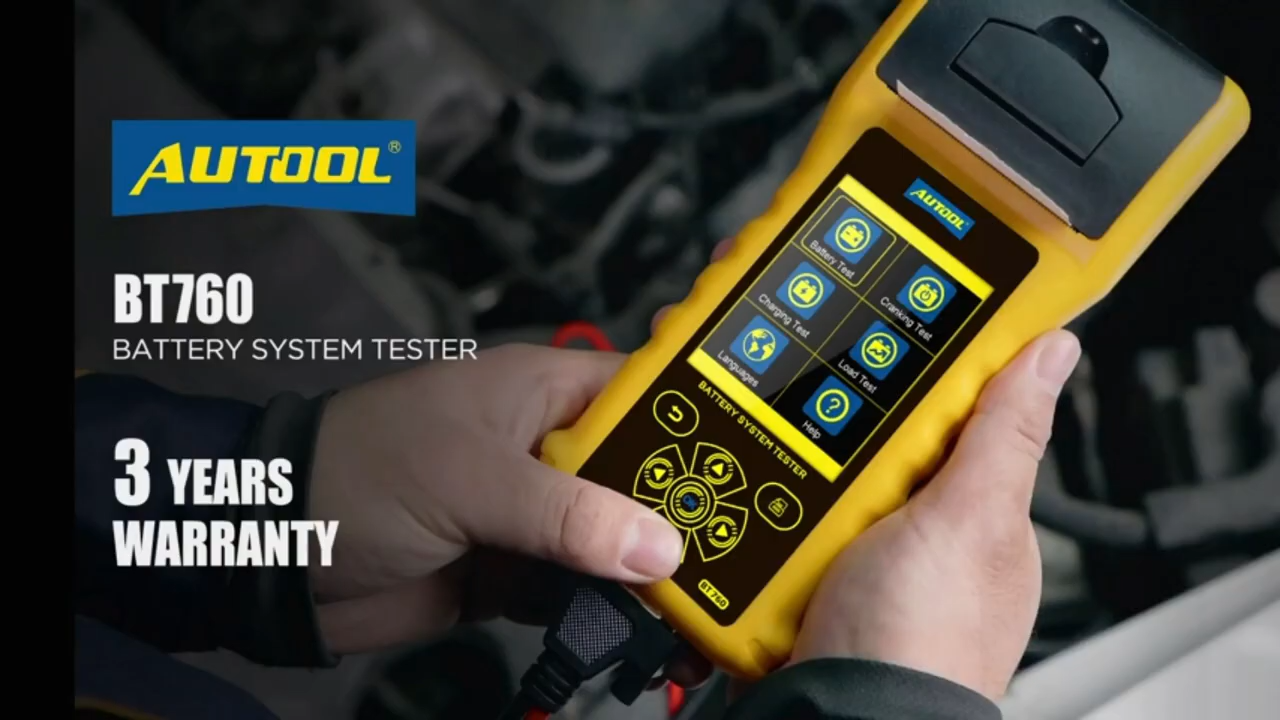 AUTOOL®
BT760
BATTERY SYSTEM TESTER
3 YEARS
WARRANTY
AUTOOL
Battery Test
Cranking Test
Charging Test
Load Test
Languages
Help
BATTERY SYSTEM TESTER
OK
BT760